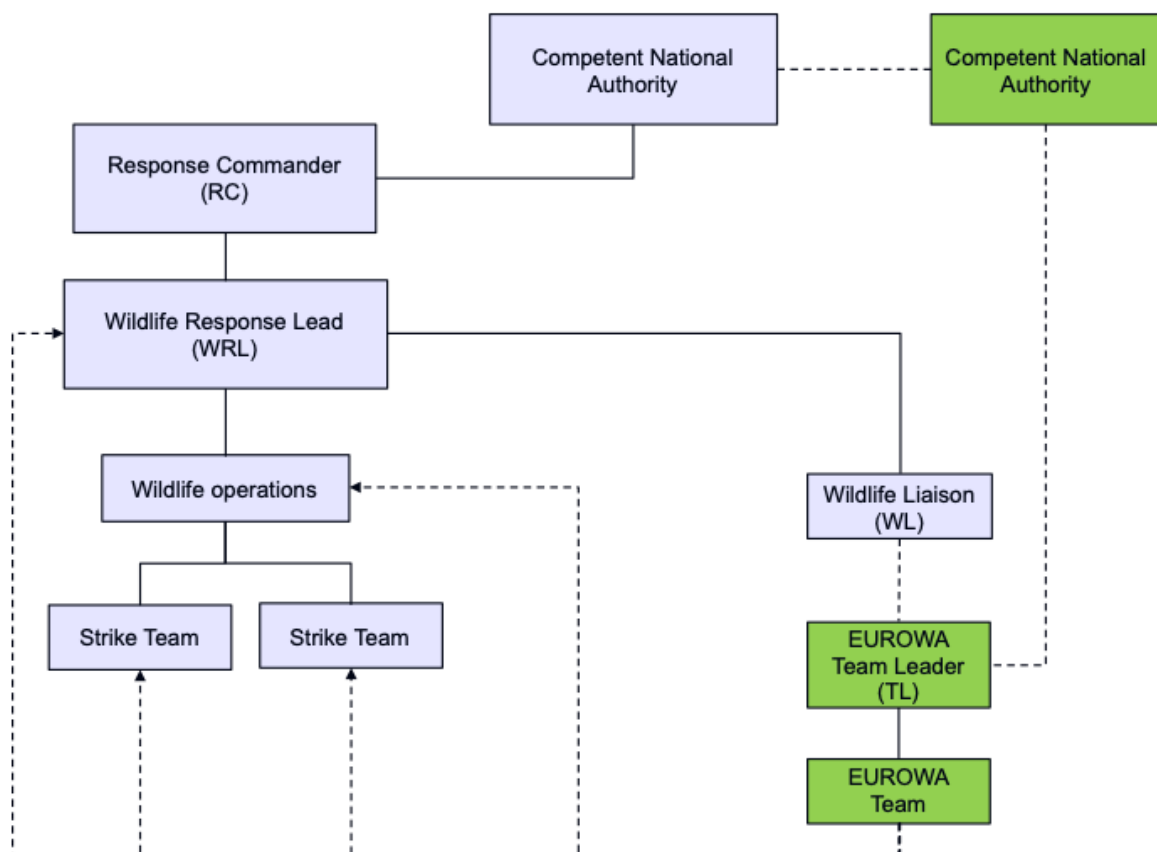 Competent National
Authority
Competent National
Authority
Response Commander
(RC)
Wildlife Response Lead
(WRL)
Wildlife operations
Wildlife Liaison
(WL)
Strike Team
Strike Team
EUROWA
Team Leader
(TL)
EUROWA
Team